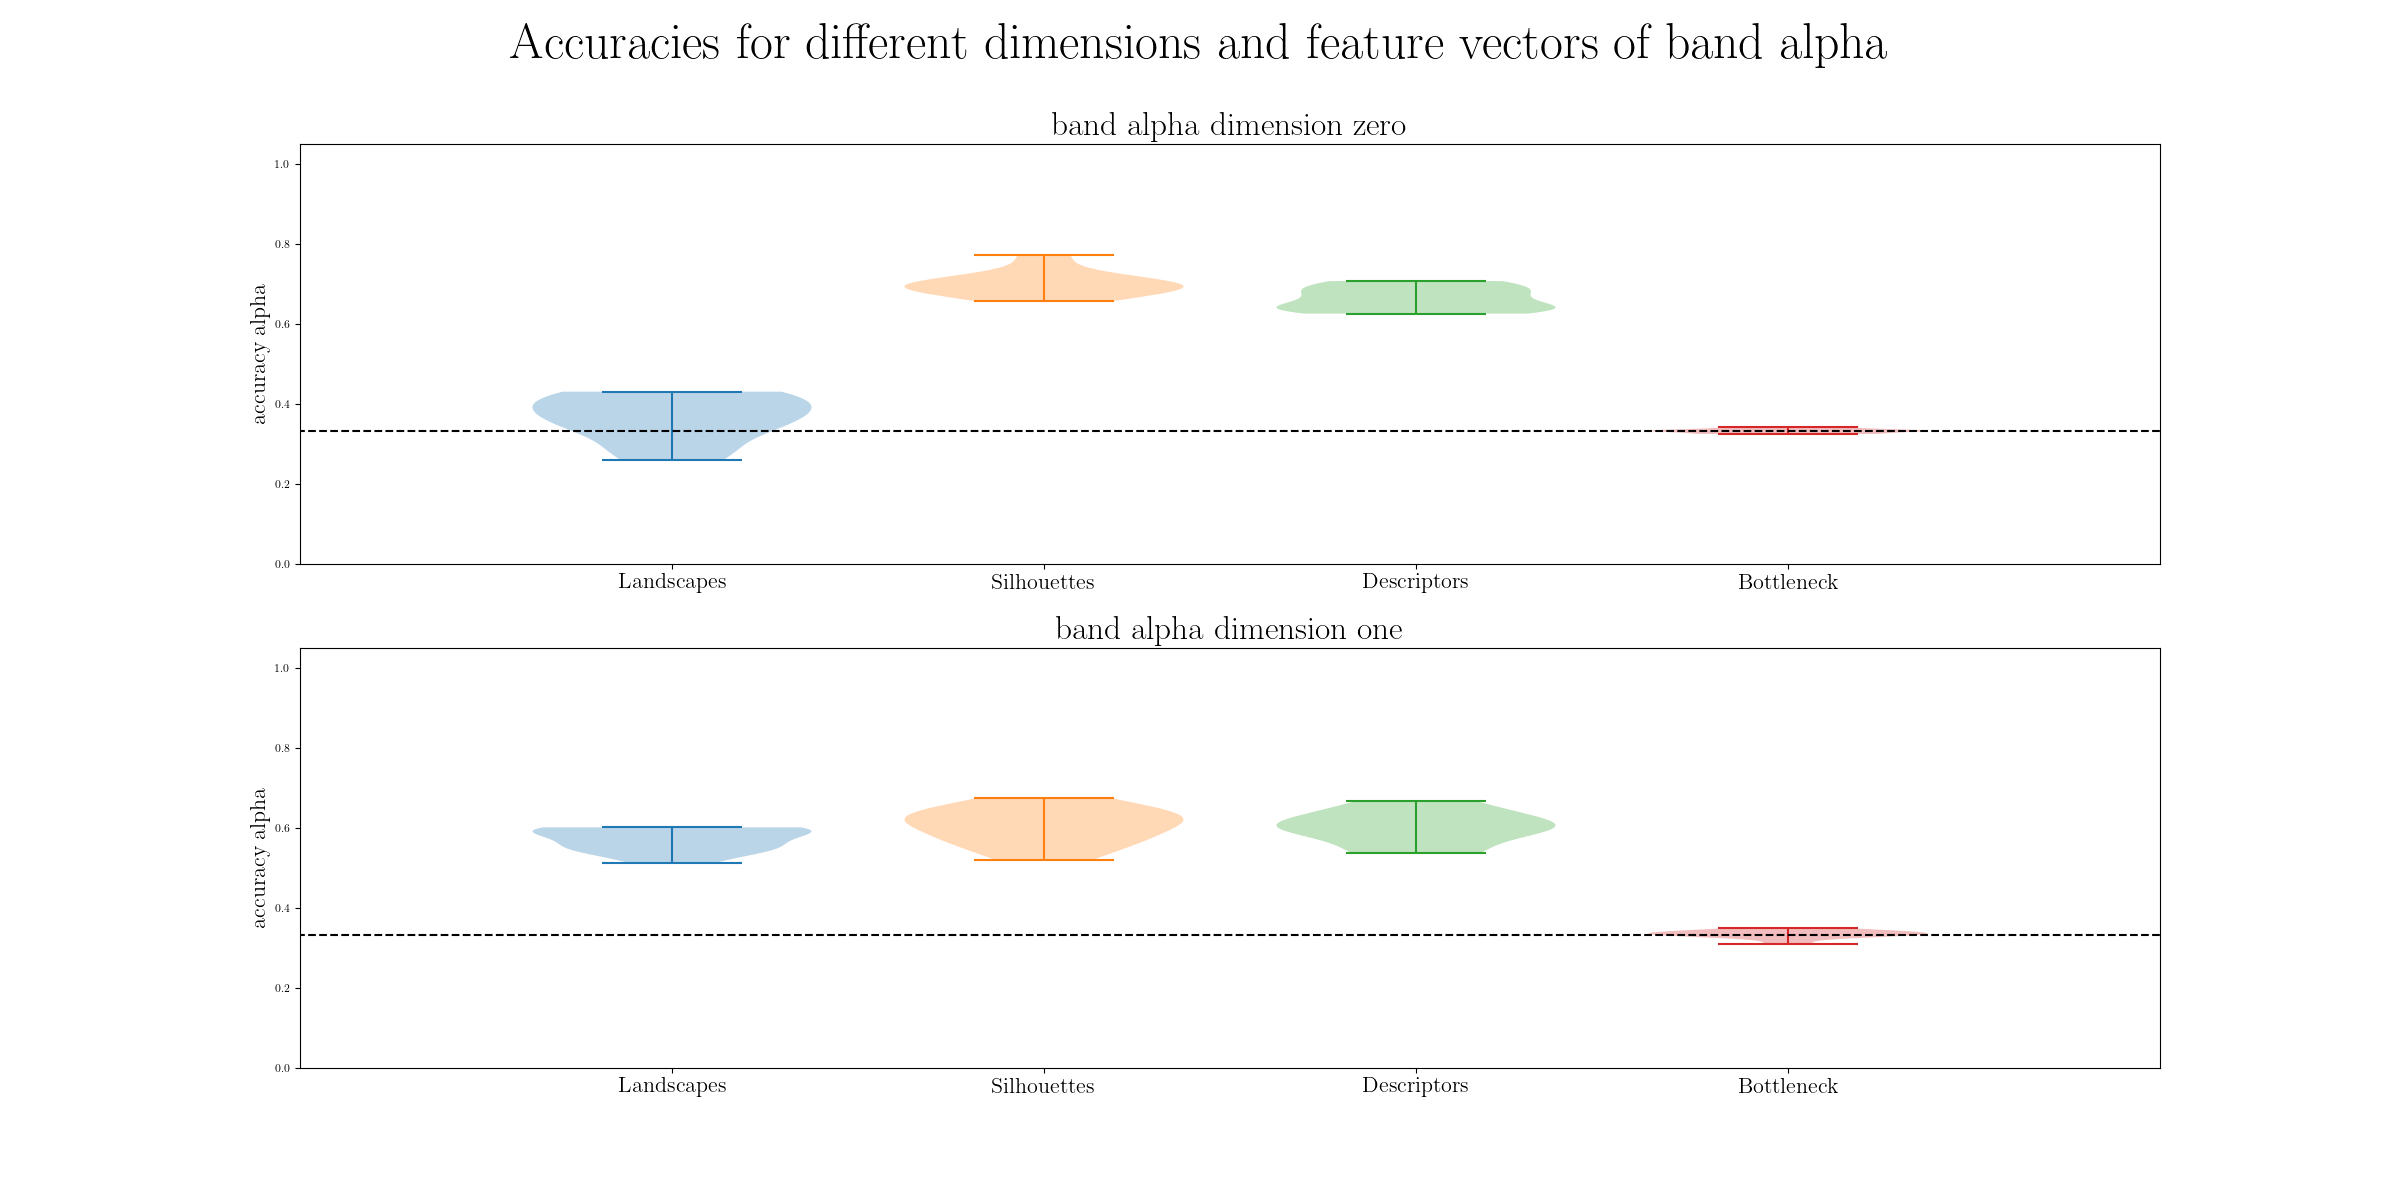 Accuracies for different dimensions and feature vectors of band alpha
band alpha dimension zero
1.0
0.8
0.6
0.4
0.2
0.0
accuracy alpha
Landscapes Silhouettes Descriptors Bottleneck
band alpha dimension one
1.0
0.8
0.6
0.4
0.2
0.0
accuracy alpha
Landscapes Silhouettes Descriptors Bottleneck